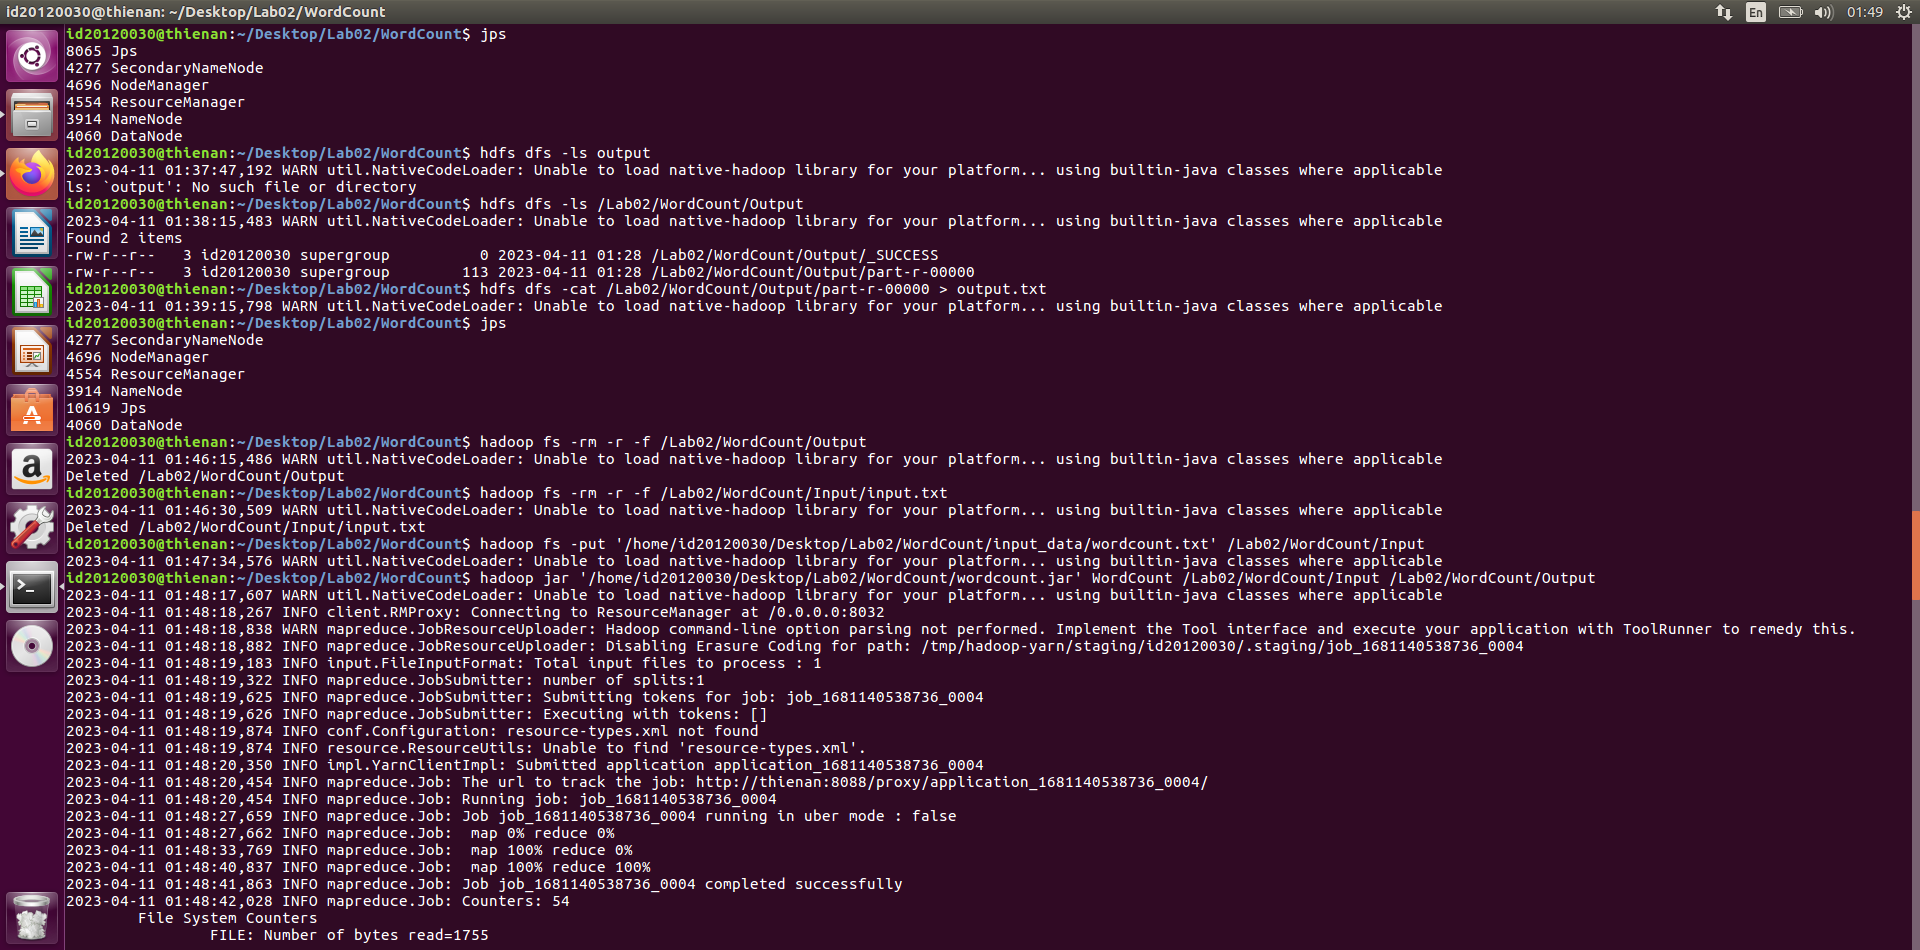 id20120030@thienan: ~/Desktop/Lab02/WordCount
En
01:49
id20120030@thienan:~/Desktop/Lab02/WordCount$ jps
8065 Jps
4277 SecondaryNameNode
4696 NodeManager
4554 ResourceManager
3914 NameNode
4060 DataNode
id20120030@thienan:~/Desktop/Lab02/WordCount$ hdfs dfs -ls output
2023-04-11 01:37:47,192 WARN util.NativeCodeLoader: Unable to load native-hadoop library for your platform... using builtin-java classes where applicable
ls: `output': No such file or directory
id20120030@thienan:~/Desktop/Lab02/WordCount$ hdfs dfs -ls /Lab02/WordCount/Output
2023-04-11 01:38:15,483 WARN util.NativeCodeLoader: Unable to load native-hadoop library for your platform... using builtin-java classes where applicable
Found 2 items
-rw-r--r--   3 id20120030 supergroup          0 2023-04-11 01:28 /Lab02/WordCount/Output/_SUCCESS
-rw-r--r--   3 id20120030 supergroup        113 2023-04-11 01:28 /Lab02/WordCount/Output/part-r-00000
id20120030@thienan:~/Desktop/Lab02/WordCount$ hdfs dfs -cat /Lab02/WordCount/Output/part-r-00000 > output.txt
2023-04-11 01:39:15,798 WARN util.NativeCodeLoader: Unable to load native-hadoop library for your platform... using builtin-java classes where applicable
id20120030@thienan:~/Desktop/Lab02/WordCount$ jps
4277 SecondaryNameNode
4696 NodeManager
4554 ResourceManager
3914 NameNode
10619 Jps
4060 DataNode
id20120030@thienan:~/Desktop/Lab02/WordCount$ hadoop fs -rm -r -f /Lab02/WordCount/Output
2023-04-11 01:46:15,486 WARN util.NativeCodeLoader: Unable to load native-hadoop library for your platform... using builtin-java classes where applicable
Deleted /Lab02/WordCount/Output
id20120030@thienan:~/Desktop/Lab02/WordCount$ hadoop fs -rm -r -f /Lab02/WordCount/Input/input.txt
2023-04-11 01:46:30,509 WARN util.NativeCodeLoader: Unable to load native-hadoop library for your platform... using builtin-java classes where applicable
Deleted /Lab02/WordCount/Input/input.txt
id20120030@thienan:~/Desktop/Lab02/WordCount$ hadoop fs -put '/home/id20120030/Desktop/Lab02/WordCount/input_data/wordcount.txt' /Lab02/WordCount/Input
2023-04-11 01:47:34,576 WARN util.NativeCodeLoader: Unable to load native-hadoop library for your platform... using builtin-java classes where applicable
id20120030@thienan:~/Desktop/Lab02/WordCount$ hadoop jar '/home/id20120030/Desktop/Lab02/WordCount/wordcount.jar' WordCount /Lab02/WordCount/Input /Lab02/WordCount/Output
2023-04-11 01:48:17,607 WARN util.NativeCodeLoader: Unable to load native-hadoop library for your platform... using builtin-java classes where applicable
2023-04-11 01:48:18,267 INFO client.RMProxy: Connecting to ResourceManager at /0.0.0.0:8032
2023-04-11 01:48:18,838 WARN mapreduce.JobResourceUploader: Hadoop command-line option parsing not performed. Implement the Tool interface and execute your application with ToolRunner to remedy this.
2023-04-11 01:48:18,882 INFO mapreduce.JobResourceUploader: Disabling Erasure Coding for path: /tmp/hadoop-yarn/staging/id20120030/.staging/job_1681140538736_0004
2023-04-11 01:48:19,183 INFO input.FileInputFormat: Total input files to process : 1
2023-04-11 01:48:19,322 INFO mapreduce.JobSubmitter: number of splits:1
2023-04-11 01:48:19,625 INFO mapreduce.JobSubmitter: Submitting tokens for job: job_1681140538736_0004
2023-04-11 01:48:19,626 INFO mapreduce.JobSubmitter: Executing with tokens: []
2023-04-11 01:48:19,874 INFO conf.Configuration: resource-types.xml not found
2023-04-11 01:48:19,874 INFO resource.ResourceUtils: Unable to find 'resource-types.xml'.
2023-04-11 01:48:20,350 INFO impl.YarnClientImpl: Submitted application application_1681140538736_0004
2023-04-11 01:48:20,454 INFO mapreduce.Job: The url to track the job: http://thienan:8088/proxy/application_1681140538736_0004/
2023-04-11 01:48:20,454 INFO mapreduce.Job: Running job: job_1681140538736_0004
2023-04-11 01:48:27,659 INFO mapreduce.Job: Job job_1681140538736_0004 running in uber mode : false
2023-04-11 01:48:27,662 INFO mapreduce.Job:  map 0% reduce 0%
2023-04-11 01:48:33,769 INFO mapreduce.Job:  map 100% reduce 0%
2023-04-11 01:48:40,837 INFO mapreduce.Job:  map 100% reduce 100%
2023-04-11 01:48:41,863 INFO mapreduce.Job: Job job_1681140538736_0004 completed successfully
2023-04-11 01:48:42,028 INFO mapreduce.Job: Counters: 54
File System Counters
FILE: Number of bytes read=1755